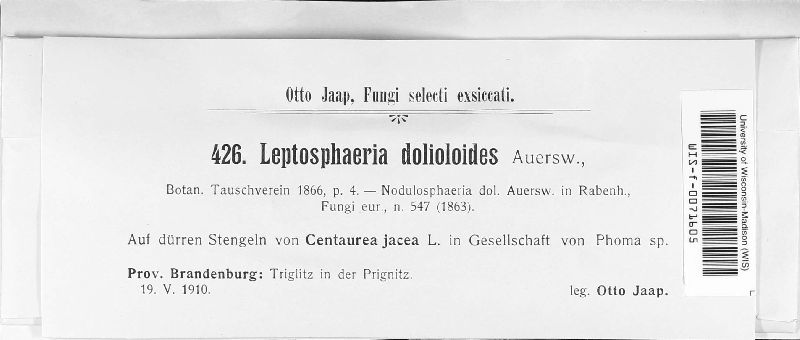 Otto Jaap, Fungi selecti exsiccati.
426. Leptosphaeria dolioloides Auersw.,
Botan. Tauschverein 1866, p. 4. — Nodulosphaeria dol. Auersw. in Rabenh.,
Fungi eur., n. 547 (1863).
Auf dürren Stengeln von Centaurea jacea L. in Gesellschaft von Phoma sp.
Prov. Brandenburg: Triglitz in der Prignitz.
19. V. 1910.
leg. Otto Jaap.
University of Wisconsin-Madison (WIS)
WIS-f-0071605